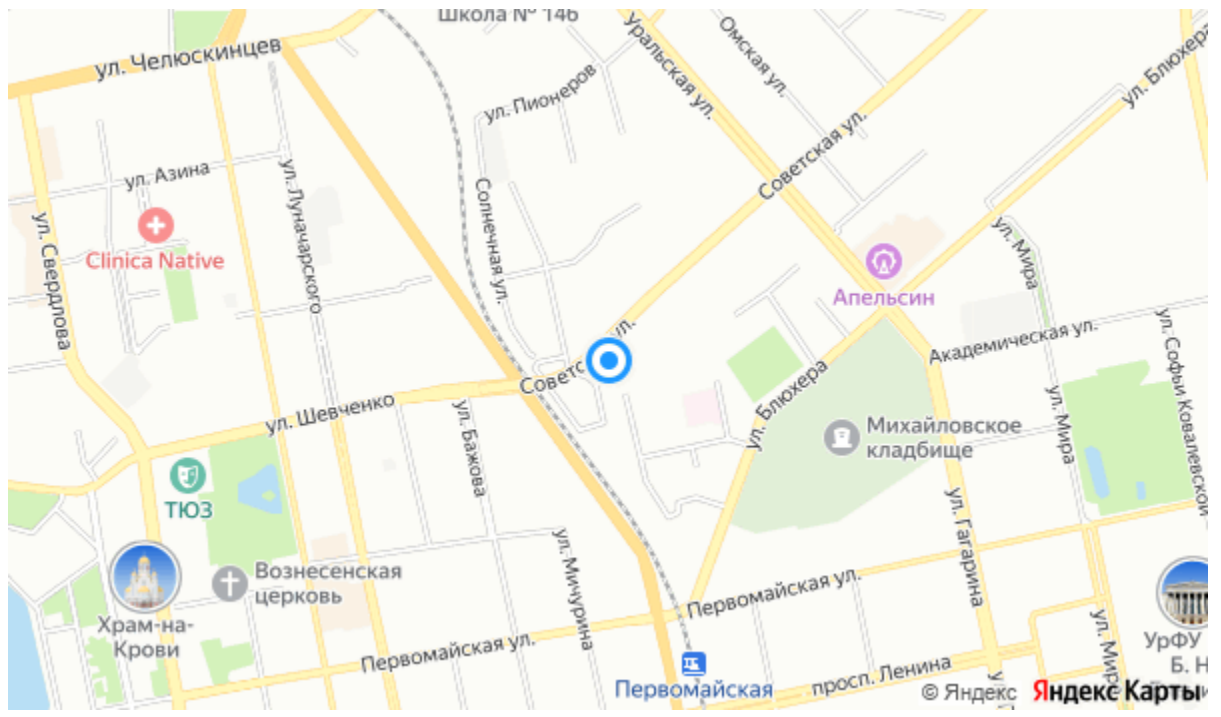 Школа № 146
ул. Челюскинцев
Уральская ул.
Омская ул.
ул. Блюхера
ул. Пионеров
Советская ул.
ул. Азина
ул. Луначарского
Солнечная ул.
ул. Свердлова
Clinica Native
ул. Мира
Апельсин
Академическая ул.
ул. Софьи Ковалевской
ул.
Советс
ул. Блюхера
ул. Шевченко
ул. Бажова
Михайловское
кладбище
ул. Мира
ТЮЗ
ул. Гагарина
ул. Мичурина
Вознесенская
церковь
Храм-на-
Крови
Первомайская ул.
Первомайская ул.
ул. Мира
УрФУ
Б. Н
Первомайская
просп. Ленина
© Яндекс
Яндекс Карты